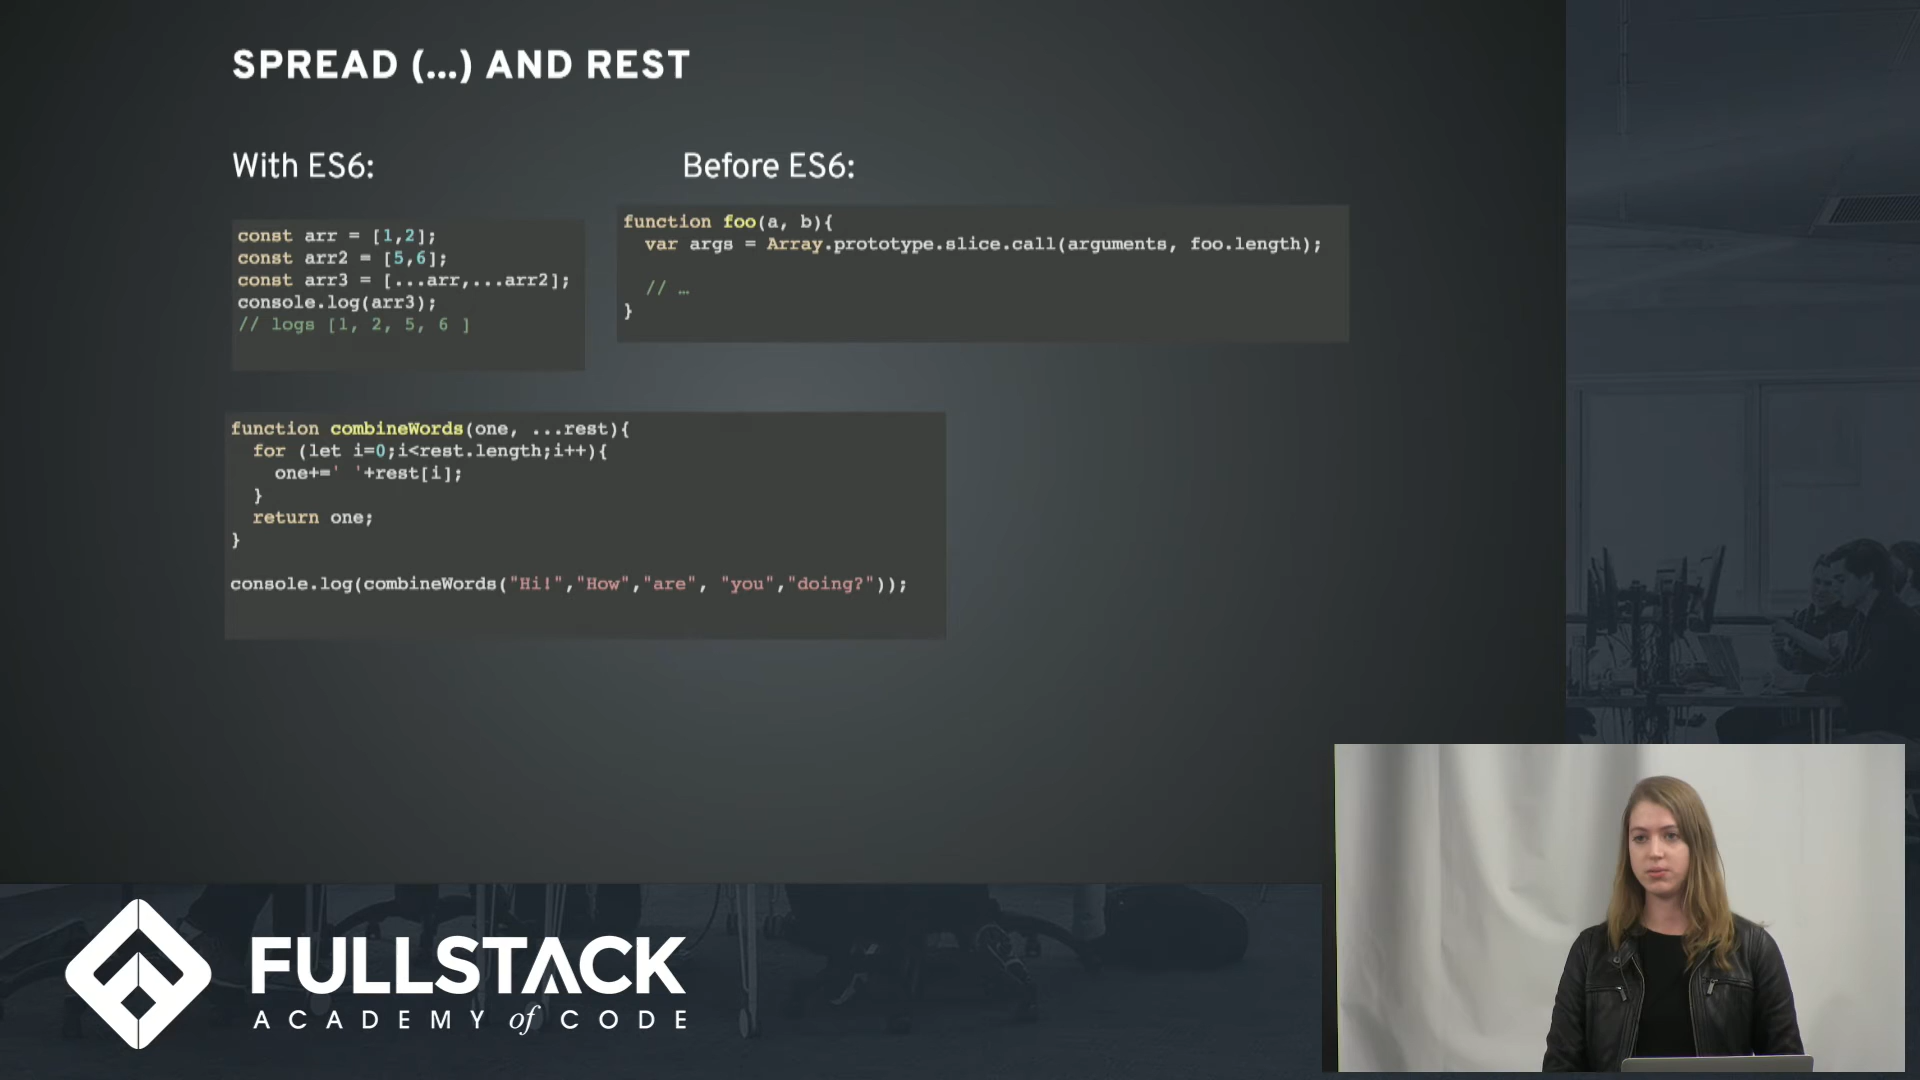 SPREAD (...) AND REST
With ES6:
const arr = [1,2];
const arr2 = [5,6];
const arr3 = [...arr,...arr2];
console.log(arr3);
// logs [1, 2, 5, 6 ]
Before ES6:
function foo(a, b){
  var args = Array.prototype.slice.call(arguments, foo.length);
  // …
}
function combineWords(one, ...rest){
  for (let i=0;i<rest.length;i++){
    one+=' '+rest[i];
  }
  return one;
}
console.log(combineWords("Hi!","How","are", "you","doing?"));
FULLSTACK
ACADEMY of CODE